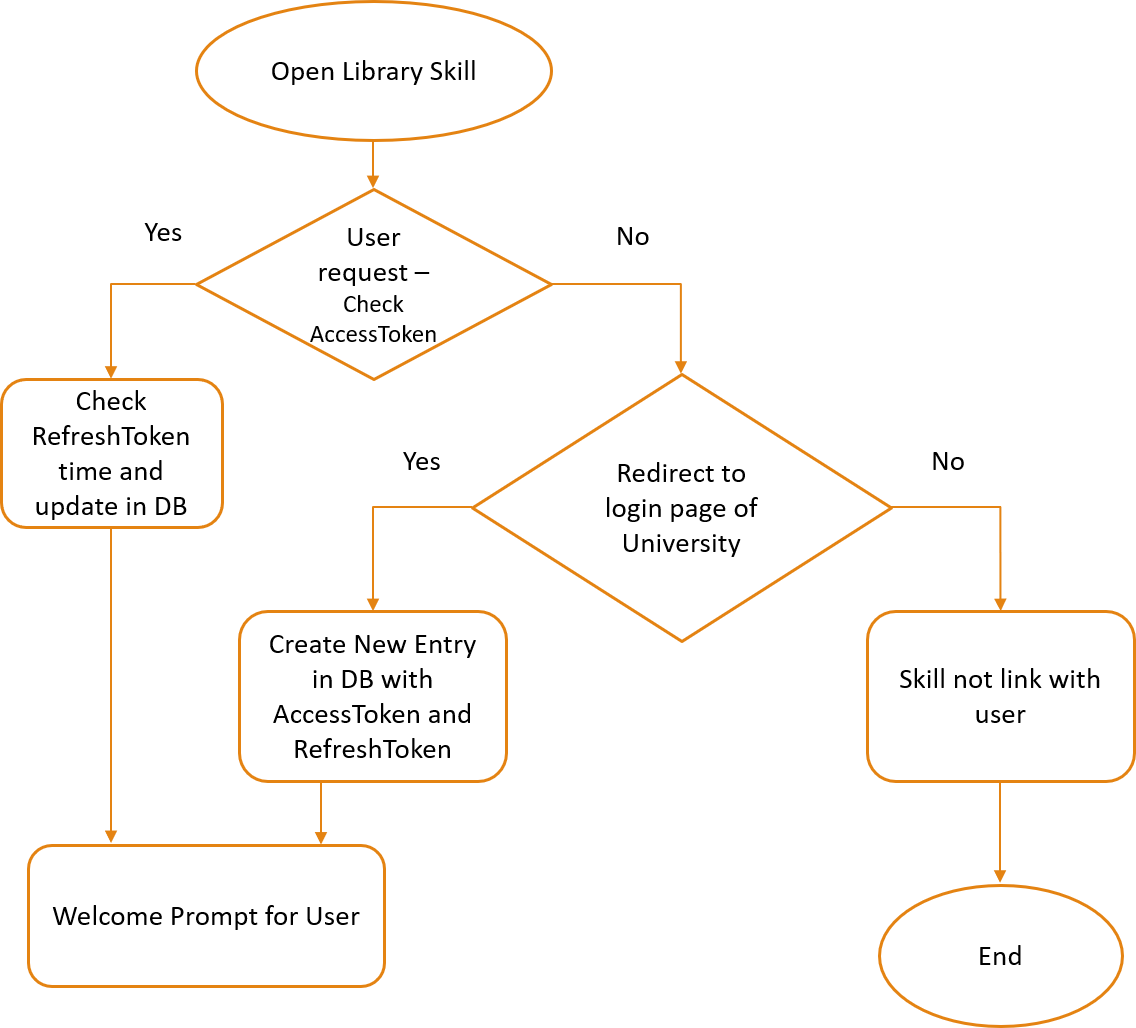 Open Library Skill
Yes
User
request –
Check
AccessToken
No
Check
RefreshToken
time and
update in DB
Yes
Redirect to
login page of
University
No
Create New Entry
in DB with
AccessToken and
RefreshToken
Skill not link with
user
Welcome Prompt for User
End